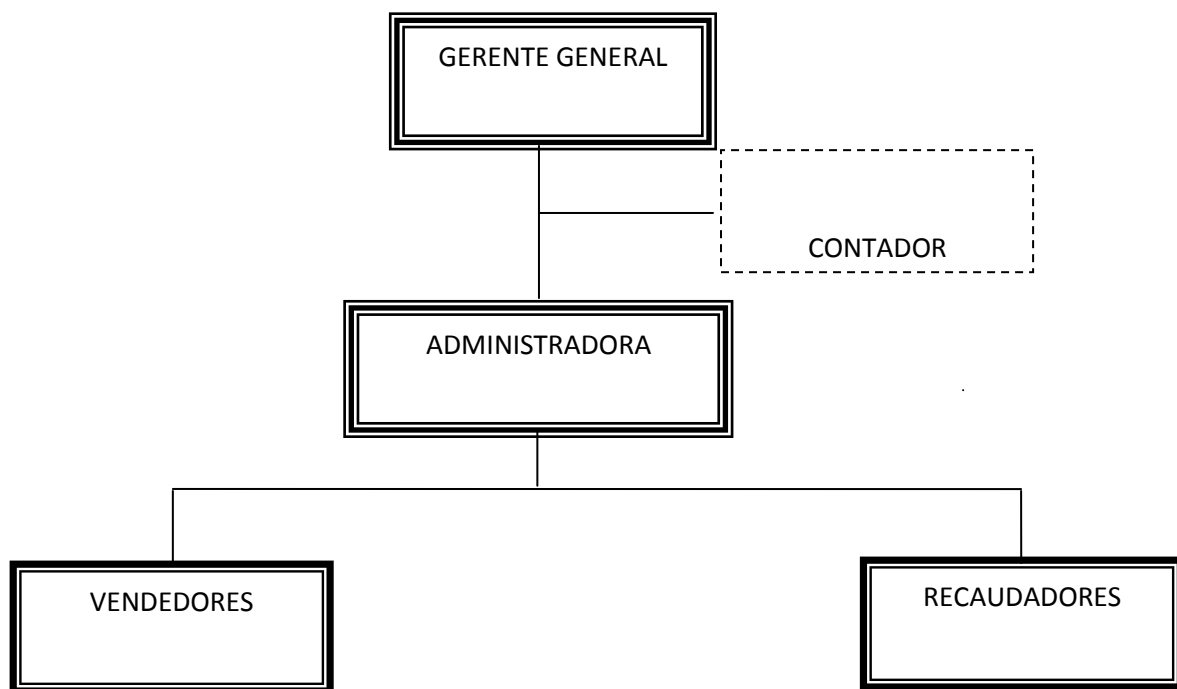 GERENTE GENERAL
CONTADOR
ADMINISTRADORA
VENDEDORES
RECAUDADORES